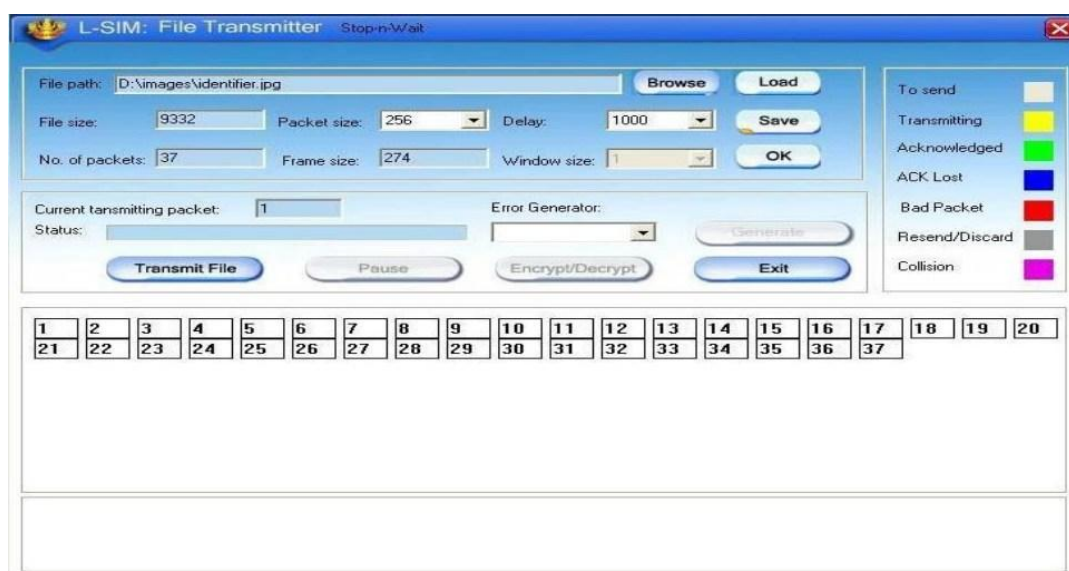 L-SIM: File Transmitter Stop-n-Wait
File path: D:\images\identifier.jpg Browse Load
File size: 9332 Packet size: 256 Delay: 1000 Save
No. of packets: 37 Frame size: 274 Window size: 1 OK
To send
Transmitting
Acknowledged
ACK Lost
Bad Packet
Resend/Discard
Collision
Current tansmitting packet: 1 Error Generator:
Status: Generate
Transmit File Pause Encrypt/Decrypt Exit
1 2 3 4 5 6 7 8 9 10 11 12 13 14 15 16 17 18 19 20
21 22 23 24 25 26 27 28 29 30 31 32 33 34 35 36 37